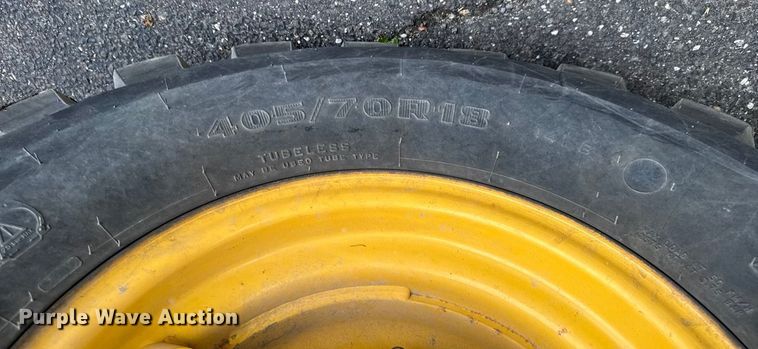 405/70R18
TUBELESS
MAY BE USED TUBE TYPE
Purple Wave Auction